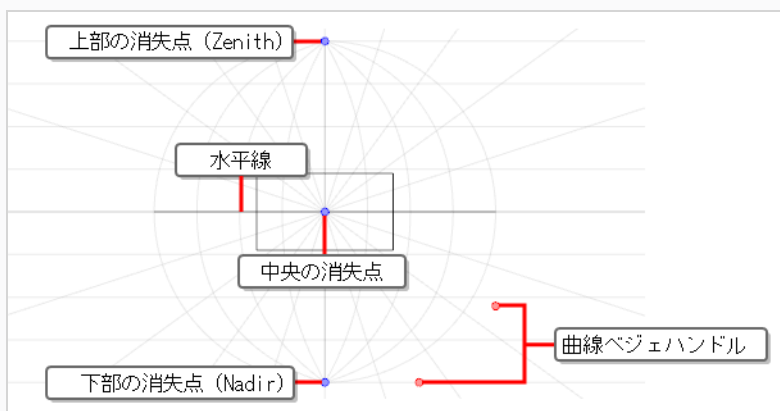 上部の消失点 (Zenith)
水平線
中央の消失点
曲線ベジェハンドル
下部の消失点 (Nadir)